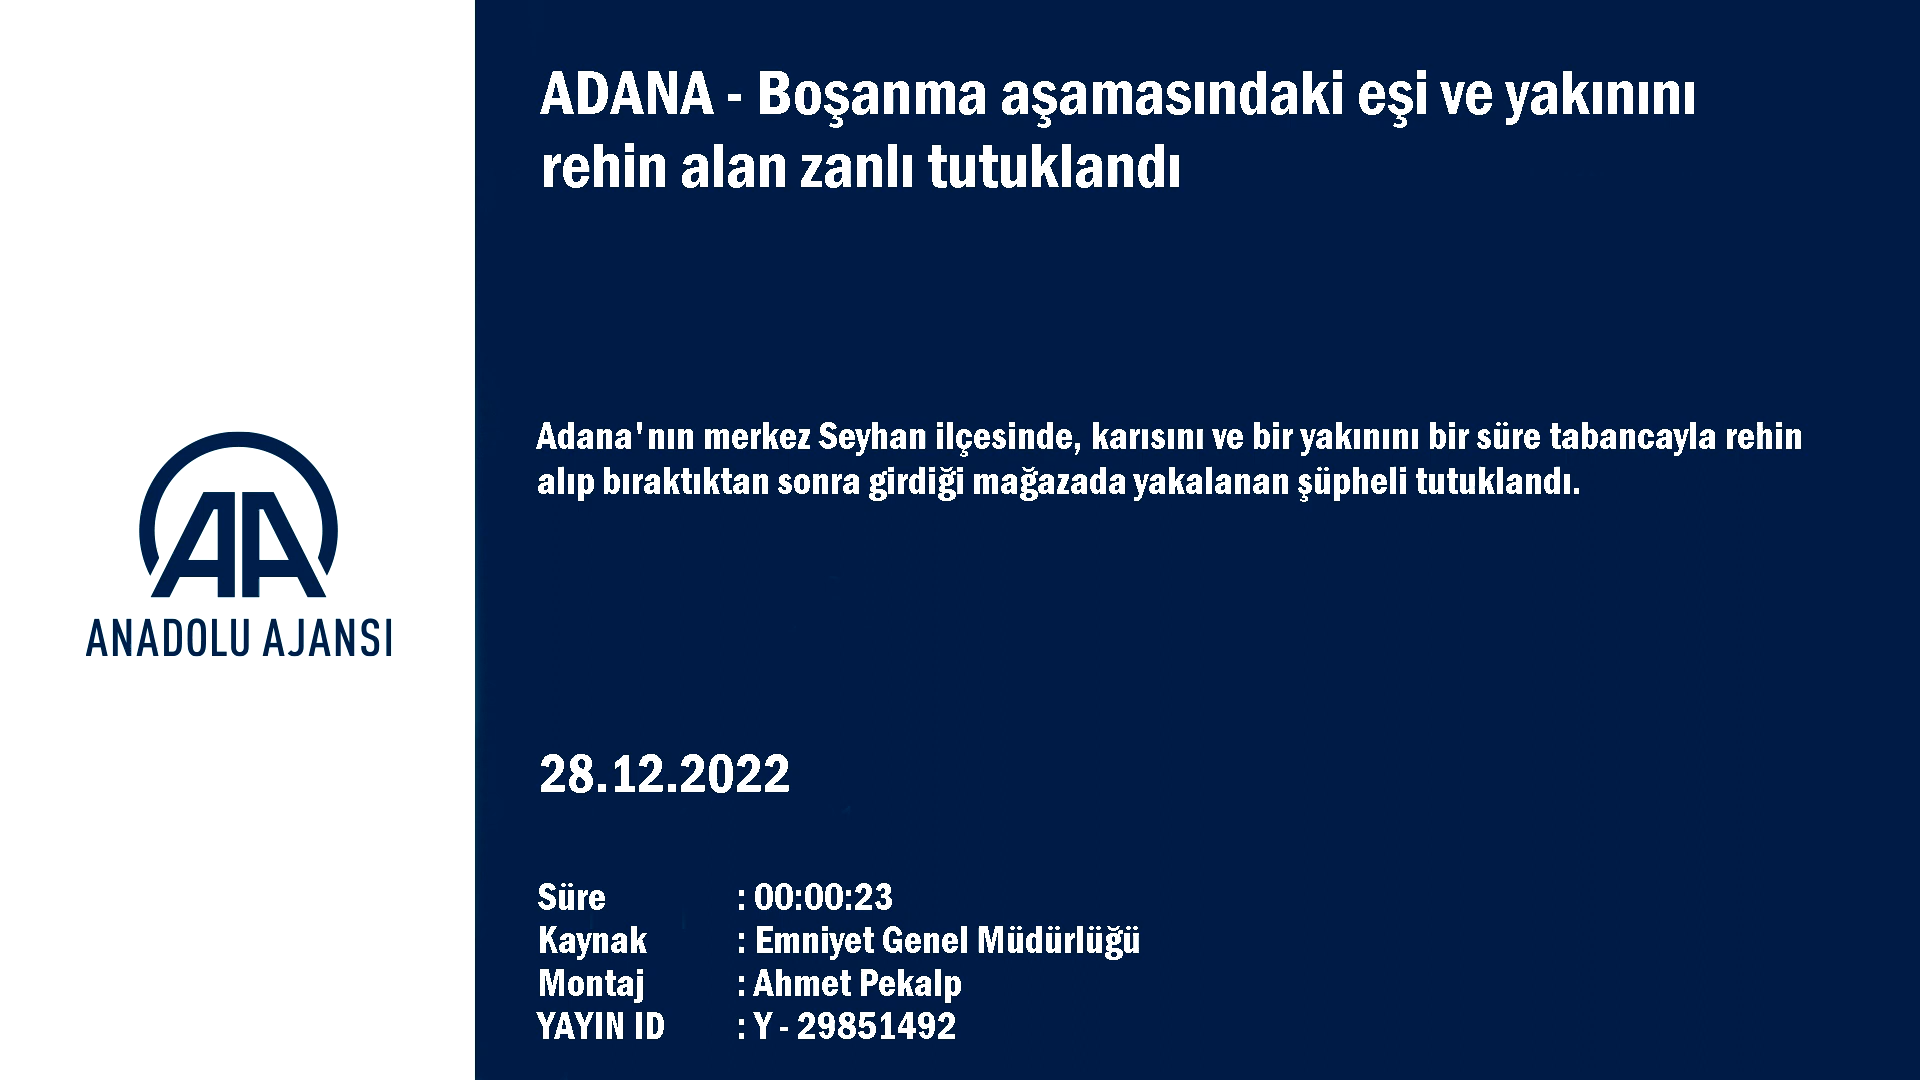 ADANA - Boşanma aşamasındaki eşi ve yakınını
rehin alan zanlı tutuklandı
Adana'nın merkez Seyhan ilçesinde, karısını ve bir yakınını bir süre tabancayla rehin
alıp bıraktıktan sonra girdiği mağazada yakalanan şüpheli tutuklandı.
AA
ANADOLU AJANSI
28.12.2022
Süre : 00:00:23
Kaynak : Emniyet Genel Müdürlüğü
Montaj : Ahmet Pekalp
YAYIN ID : Y - 29851492